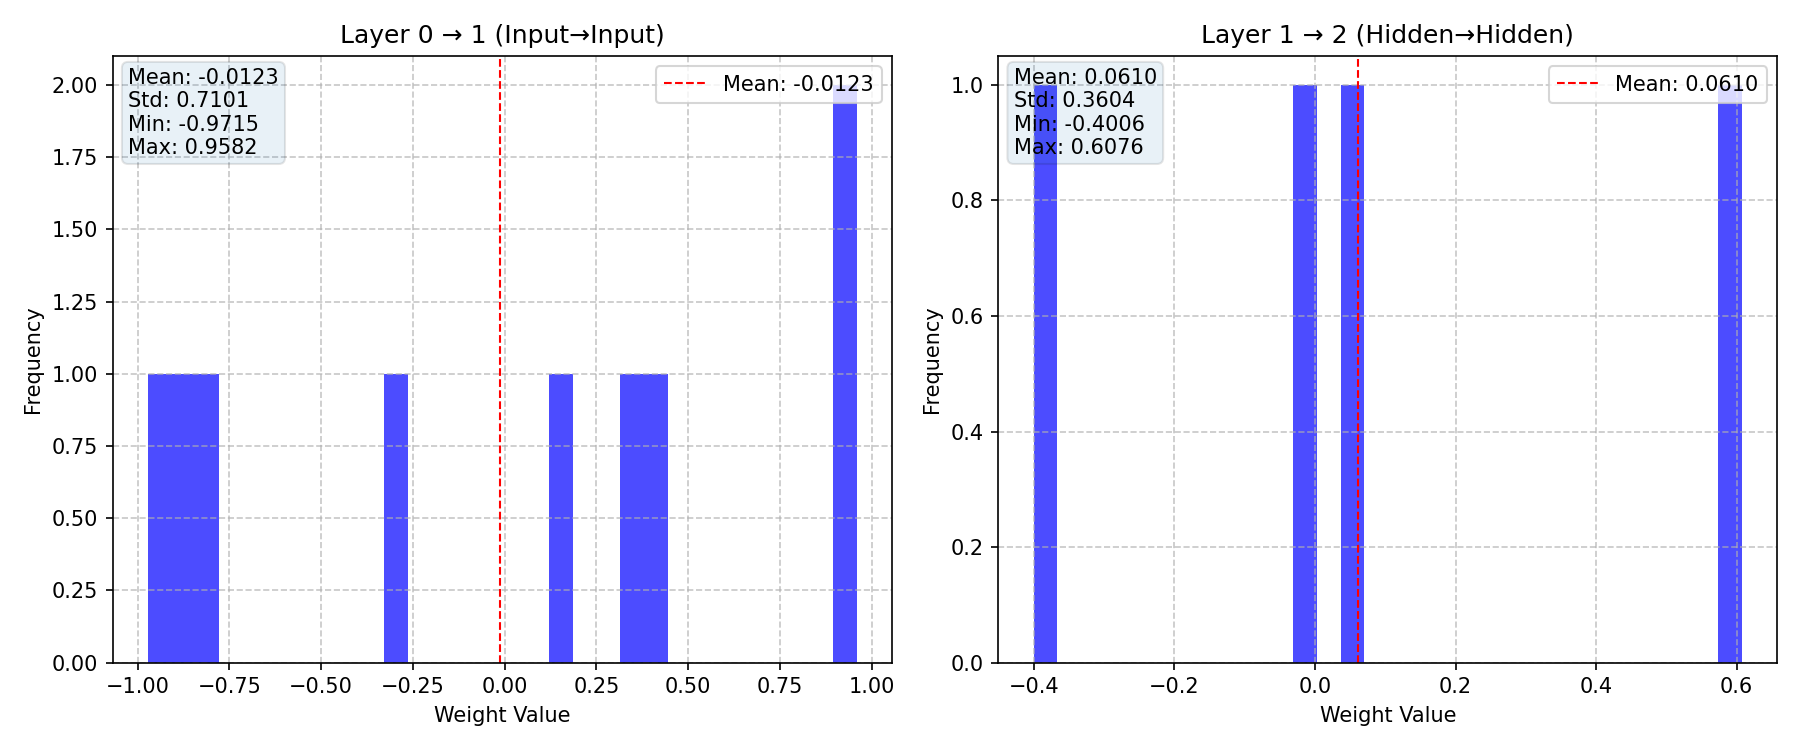 Layer 0 → 1 (Input→Input)
Mean: -0.0123
Std: 0.7101
Min: -0.9715
Max: 0.9582
Mean: -0.0123
2.00
1.75
1.50
1.25
1.00
0.75
0.50
0.25
0.00
Frequency
−1.00 −0.75 −0.50 −0.25 0.00 0.25 0.50 0.75 1.00
Weight Value
Layer 1 → 2 (Hidden→Hidden)
Mean: 0.0610
Std: 0.3604
Min: -0.4006
Max: 0.6076
Mean: 0.0610
1.0
0.8
0.6
0.4
0.2
0.0
Frequency
−0.4 −0.2 0.0 0.2 0.4 0.6
Weight Value